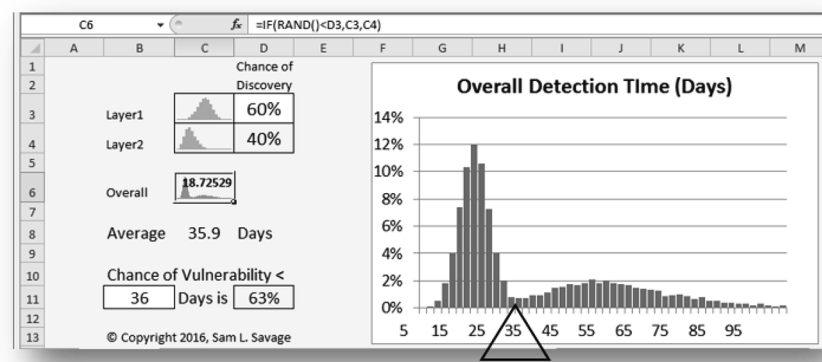 C6 fx =IF(RAND()<D3,C3,C4)
A B C D E F G H I J K L M
1 Chance of
2 Discovery
3 Layer1 60%
4 Layer2 40%
5
6 Overall 18.72529
7
8 Average 35.9 Days
9
10 Chance of Vulnerability <
11 36 Days is 63%
12
13 © Copyright 2016, Sam L. Savage
Overall Detection TIme (Days)
14%
12%
10%
8%
6%
4%
2%
0%
5 15 25 35 45 55 65 75 85 95